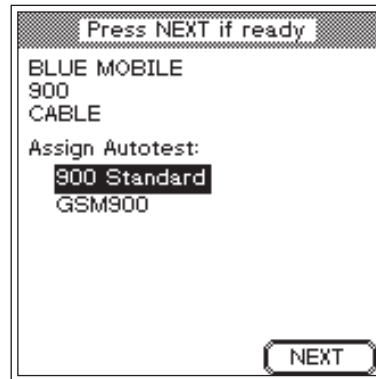 Press NEXT if ready
BLUE MOBILE
900
CABLE
Assign Autotest:
900 Standard
GSM900
NEXT